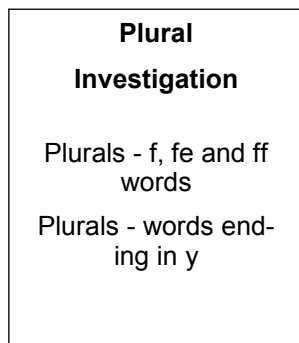 Plural
Investigation
Plurals - f, fe and ff
words
Plurals - words end-
ing in y